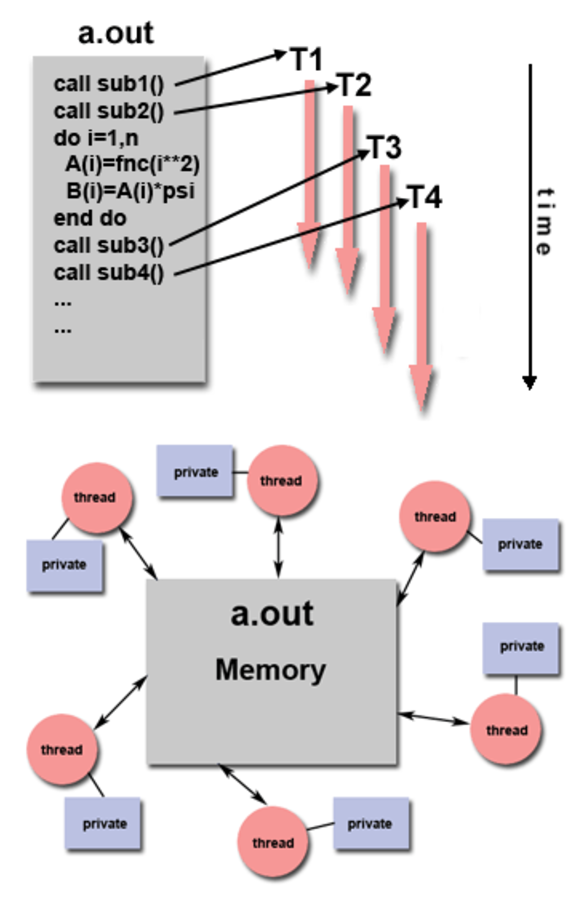 a.out
call sub1()
call sub2()
do i=1,n
A(i)=fnc(i**2)
B(i)=A(i)*psi
end do
call sub3()
call sub4()
...
...
T1
T2
T3
T4
time
private
thread
thread
private
thread
private
a.out
Memory
private
thread
thread
private
thread
private